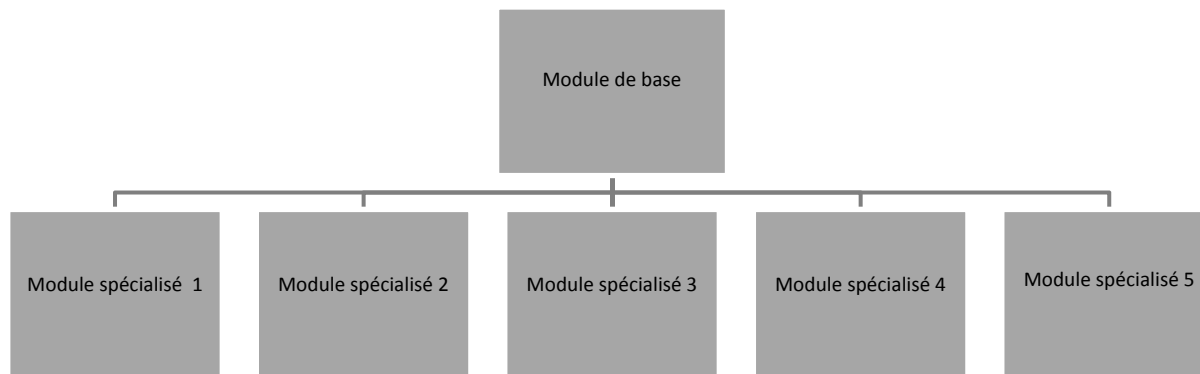 Module de base
Module spécialisé 1
Module spécialisé 2
Module spécialisé 3
Module spécialisé 4
Module spécialisé 5